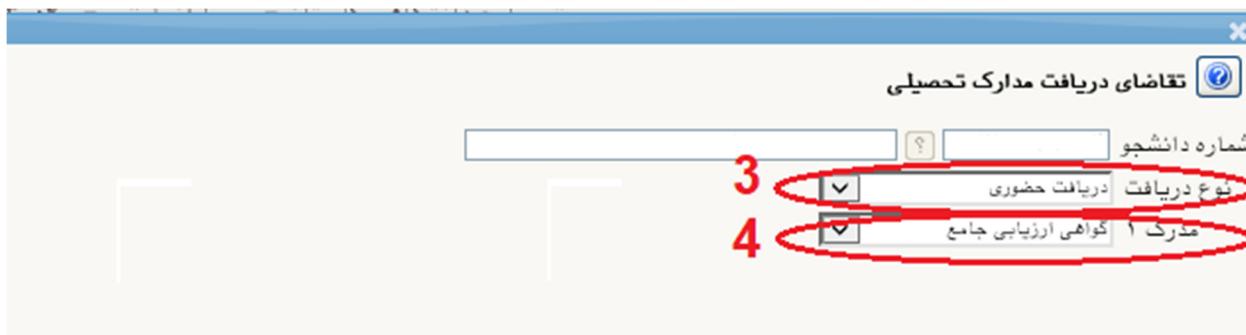 تقاضای دریافت مدارک تحصیلی
شماره دانشجو ؟
3 نوع دریافت دریافت حضوری
4 مدرک ۱ گواهی ارزیابی جامع